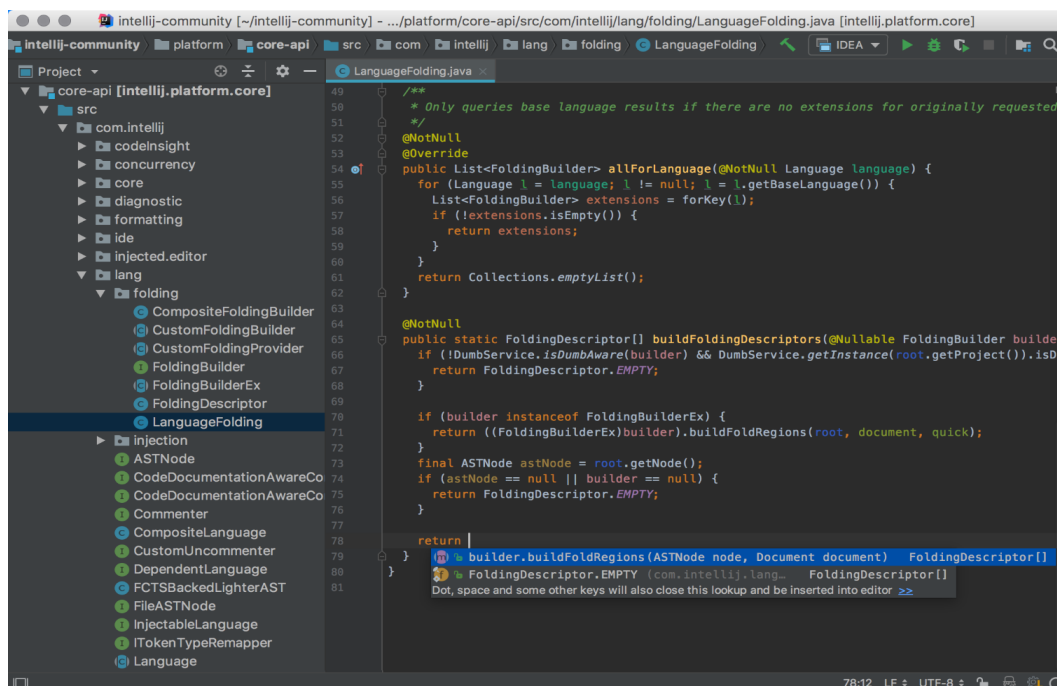 intellij-community [~/intellij-community] - .../platform/core-api/src/com/intellij/lang/folding/LanguageFolding.java [intellij.platform.core]
intellij-community platform core-api src com intellij lang folding LanguageFolding IDEA
Project
LanguageFolding.java
core-api [intellij.platform.core]
src
com.intellij
codeInsight
concurrency
core
diagnostic
formatting
ide
injected.editor
lang
folding
CompositeFoldingBuilder
CustomFoldingBuilder
CustomFoldingProvider
FoldingBuilder
FoldingBuilderEx
FoldingDescriptor
LanguageFolding
injection
ASTNode
CodeDocumentationAwareCo
CodeDocumentationAwareCo
Commenter
CompositeLanguage
CustomUncommenter
DependentLanguage
FCTSBackedLighterAST
FileASTNode
InjectableLanguage
ITokenTypeRemapper
Language
49 /**
50 * Only queries base language results if there are no extensions for originally requested
51 */
52 @NotNull
53 @Override
54 public List<FoldingBuilder> allForLanguage(@NotNull Language language) {
55 for (Language l = language; l != null; l = l.getBaseLanguage()) {
56 List<FoldingBuilder> extensions = forKey(l);
57 if (!extensions.isEmpty()) {
58 return extensions;
59 }
60 }
61 return Collections.emptyList();
62 }
63
64 @NotNull
65 public static FoldingDescriptor[] buildFoldingDescriptors(@Nullable FoldingBuilder builde
66 if (!DumbService.isDumbAware(builder) && DumbService.getInstance(root.getProject()).isD
67 return FoldingDescriptor.EMPTY;
68 }
69
70 if (builder instanceof FoldingBuilderEx) {
71 return ((FoldingBuilderEx)builder).buildFoldRegions(root, document, quick);
72 }
73 final ASTNode astNode = root.getNode();
74 if (astNode == null || builder == null) {
75 return FoldingDescriptor.EMPTY;
76 }
77
78 return
79 }
80 }
81
builder.buildFoldRegions(ASTNode node, Document document) FoldingDescriptor[]
FoldingDescriptor.EMPTY (com.intellij.lang… FoldingDescriptor[]
Dot, space and some other keys will also close this lookup and be inserted into editor >>
78:12 LF UTF-8